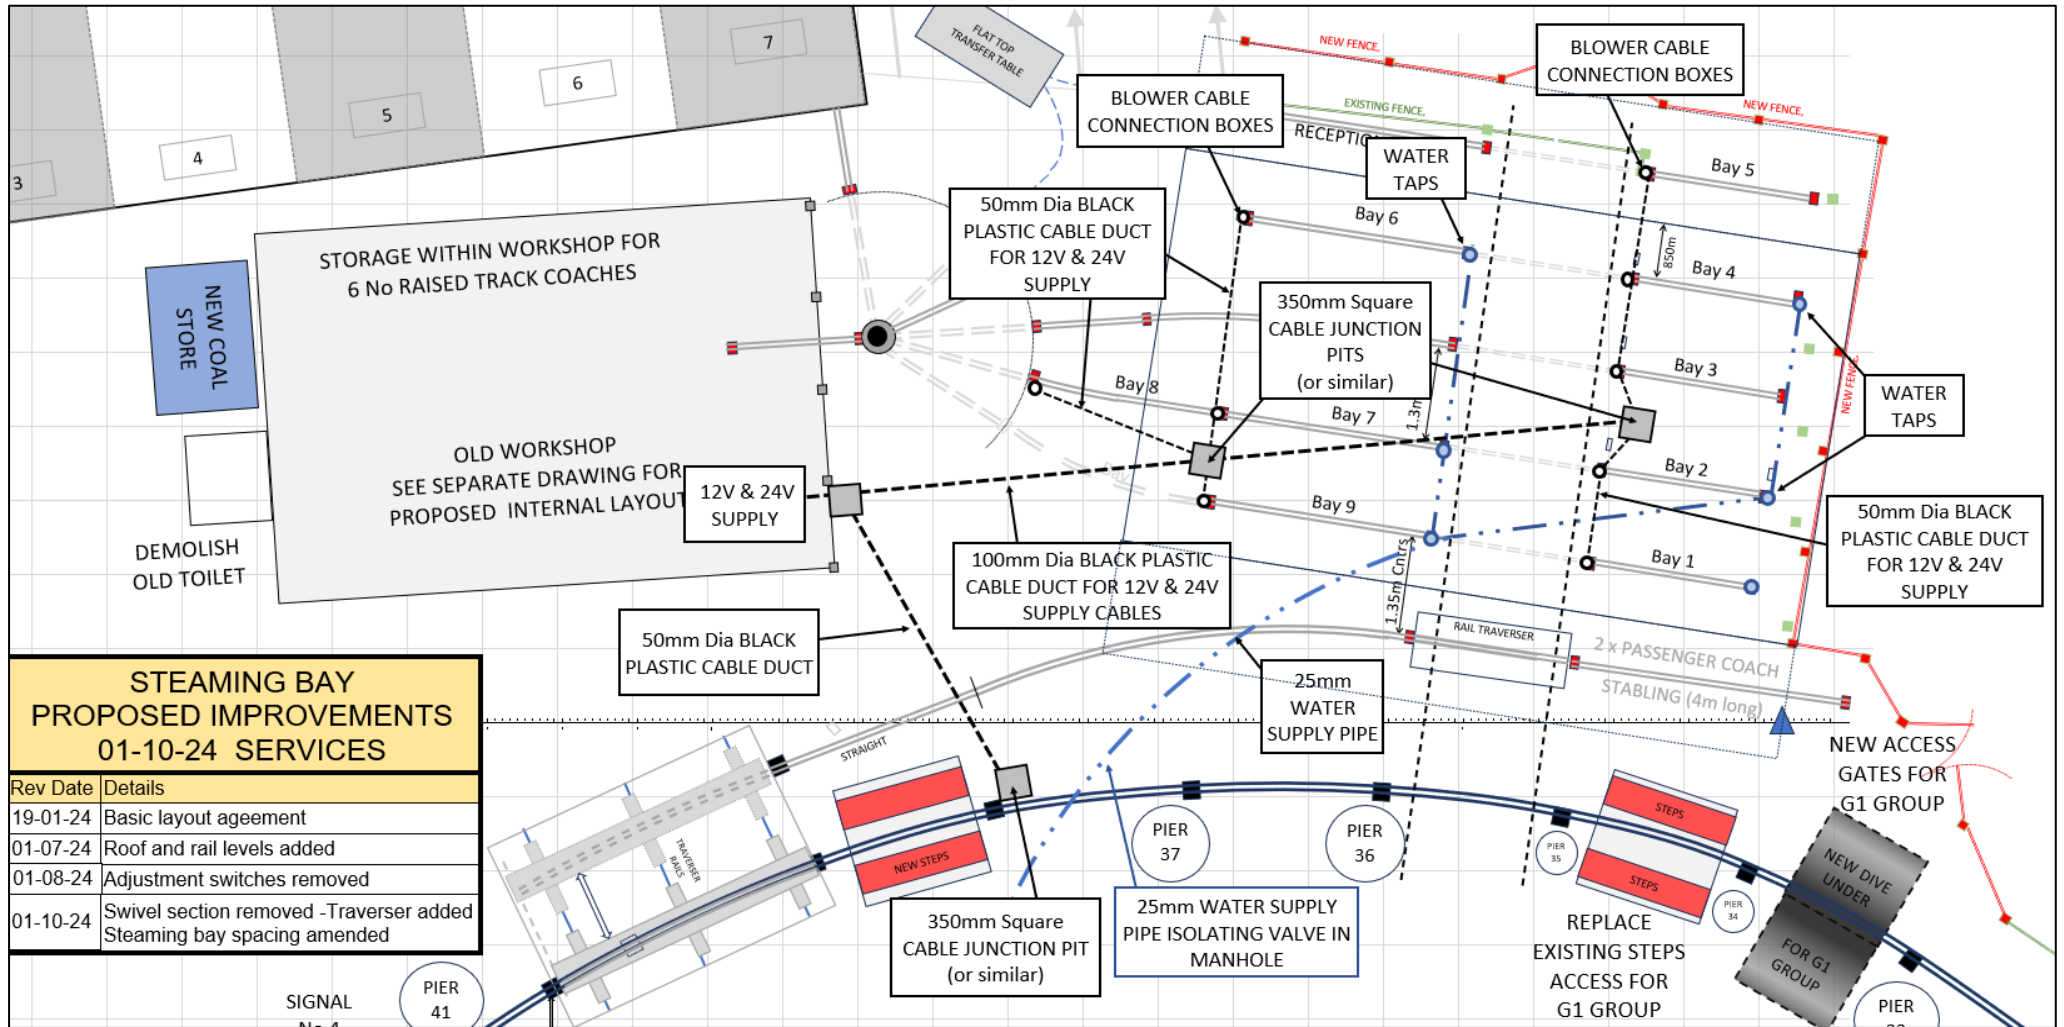 7
6
5
4
3
FLAT TOP
TRANSFER TABLE
NEW FENCE,
BLOWER CABLE
CONNECTION BOXES
BLOWER CABLE
CONNECTION BOXES
EXISTING FENCE,
NEW FENCE,
WATER
TAPS
Bay 5
50mm Dia BLACK
PLASTIC CABLE DUCT
FOR 12V & 24V
SUPPLY
Bay 6
850m
Bay 4
STORAGE WITHIN WORKSHOP FOR
6 No RAISED TRACK COACHES
NEW COAL
STORE
350mm Square
CABLE JUNCTION
PITS
(or similar)
Bay 3
NEW FENCE,
WATER
TAPS
Bay 8
Bay 7
1.3m
OLD WORKSHOP
SEE SEPARATE DRAWING FOR
PROPOSED INTERNAL LAYOUT
12V & 24V
SUPPLY
Bay 2
Bay 9
50mm Dia BLACK
PLASTIC CABLE DUCT
FOR 12V & 24V
SUPPLY
DEMOLISH
OLD TOILET
100mm Dia BLACK PLASTIC
CABLE DUCT FOR 12V & 24V
SUPPLY CABLES
1.35m Cntrs
Bay 1
50mm Dia BLACK
PLASTIC CABLE DUCT
RAIL TRAVERSER
2 x PASSENGER COACH
STABLING (4m long)
25mm
WATER
SUPPLY PIPE
STEAMING BAY
PROPOSED IMPROVEMENTS
01-10-24 SERVICES
Rev Date Details
19-01-24 Basic layout ageement
01-07-24 Roof and rail levels added
01-08-24 Adjustment switches removed
01-10-24 Swivel section removed -Traverser added
Steaming bay spacing amended
STRAIGHT
TRAVERSER
RAILS
NEW STEPS
PIER
37
PIER
36
PIER
35
STEPS
STEPS
PIER
34
NEW ACCESS
GATES FOR
G1 GROUP
NEW DIVE
UNDER
FOR G1
GROUP
350mm Square
CABLE JUNCTION PIT
(or similar)
25mm WATER SUPPLY
PIPE ISOLATING VALVE IN
MANHOLE
REPLACE
EXISTING STEPS
ACCESS FOR
G1 GROUP
SIGNAL
PIER
41
PIER